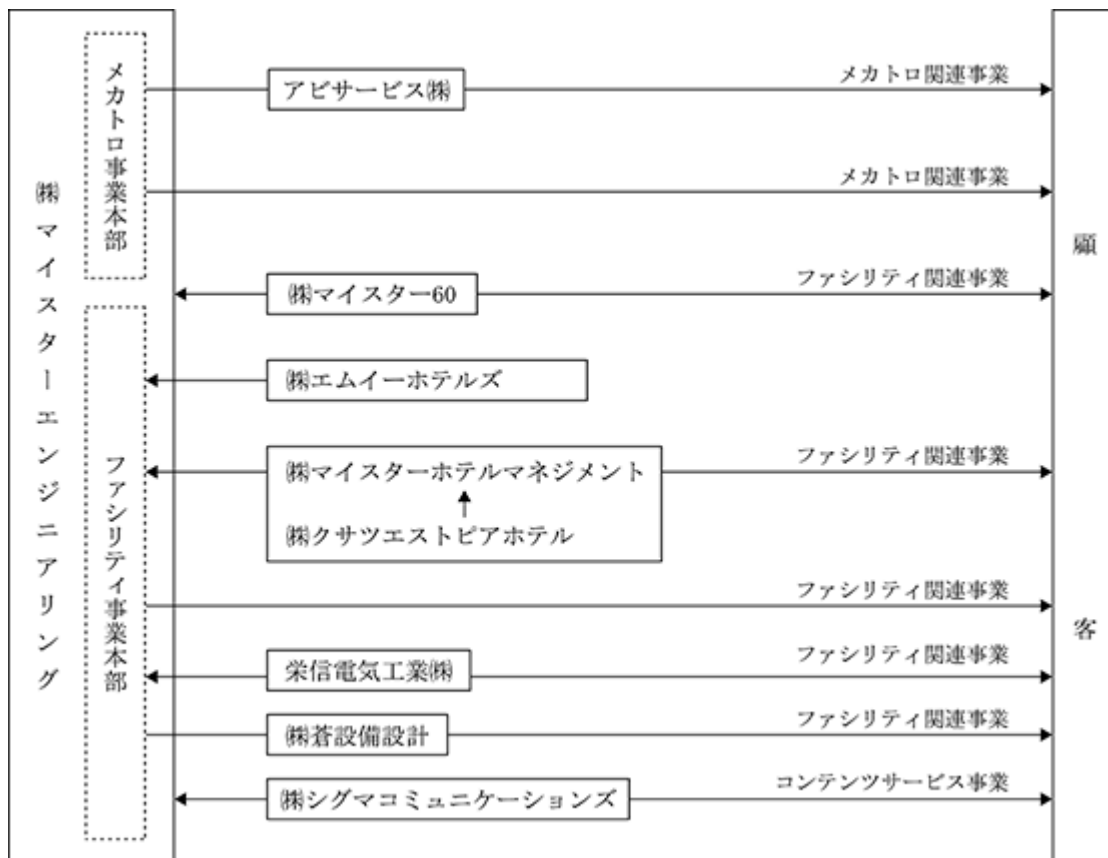 ㈱マイスターエンジニアリング
メカトロ事業本部
ファシリティ事業本部
アビサービス㈱
メカトロ関連事業
メカトロ関連事業
㈱マイスター60
ファシリティ関連事業
㈱エムイーホテルズ
㈱マイスターホテルマネジメント
ファシリティ関連事業
㈱クサツエストピアホテル
ファシリティ関連事業
栄信電気工業㈱
ファシリティ関連事業
㈱蒼設備設計
ファシリティ関連事業
㈱シグマコミュニケーションズ
コンテンツサービス事業
顧客